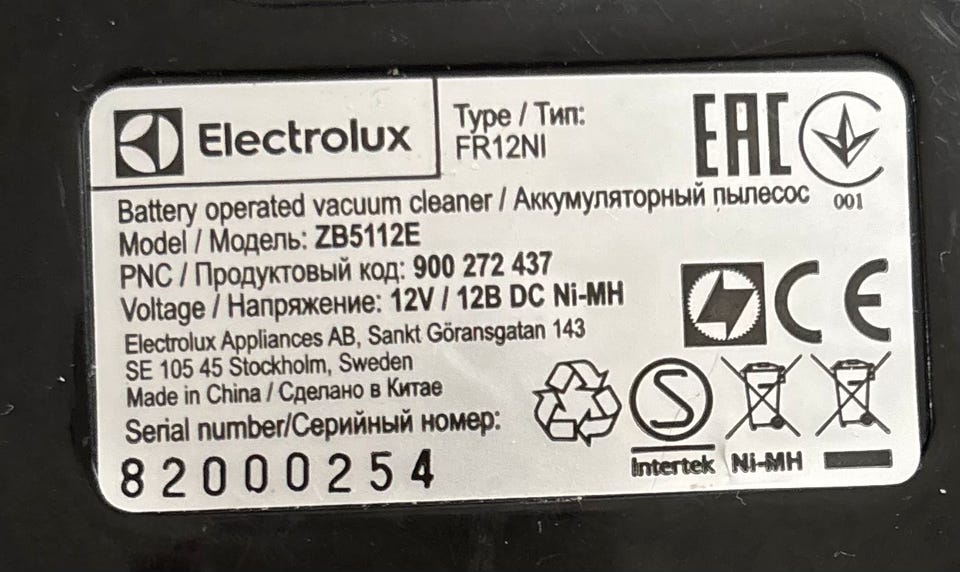 Electrolux
Type / Тип:
FR12NI
EAC
001
Battery operated vacuum cleaner / Аккумуляторный пылесос
Model / Модель: ZB5112E
PNC / Продуктовый код: 900 272 437
Voltage / Напряжение: 12V / 12В DC Ni-MH
Electrolux Appliances AB, Sankt Göransgatan 143
SE 105 45 Stockholm, Sweden
Made in China / Сделано в Китае
Serial number/Серийный номер:
82000254
CE
S
Intertek
Ni-MH